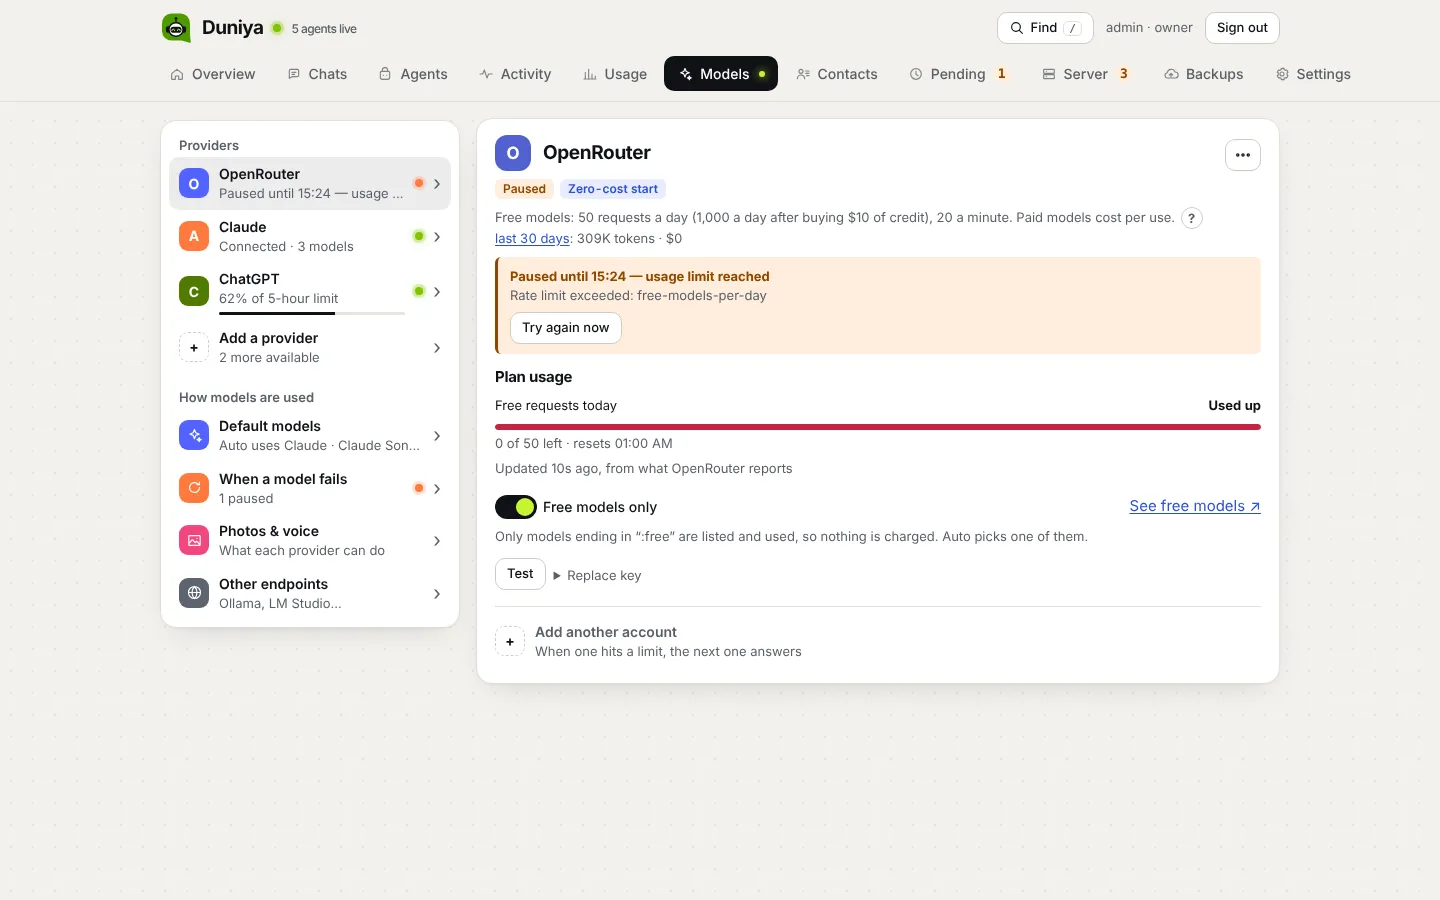 Duniya
5 agents live
Find /
admin · owner
Sign out
Overview
Chats
Agents
Activity
Usage
Models
Contacts
Pending 1
Server 3
Backups
Settings
Providers
O
OpenRouter
Paused until 15:24 — usage ...
A
Claude
Connected · 3 models
C
ChatGPT
62% of 5-hour limit
+
Add a provider
2 more available
How models are used
Default models
Auto uses Claude · Claude Son...
When a model fails
1 paused
Photos & voice
What each provider can do
Other endpoints
Ollama, LM Studio...
O
OpenRouter
•••
Paused
Zero-cost start
Free models: 50 requests a day (1,000 a day after buying $10 of credit), 20 a minute. Paid models cost per use. ?
last 30 days: 309K tokens · $0
Paused until 15:24 — usage limit reached
Rate limit exceeded: free-models-per-day
Try again now
Plan usage
Free requests today
Used up
0 of 50 left · resets 01:00 AM
Updated 10s ago, from what OpenRouter reports
Free models only
See free models ↗
Only models ending in “:free” are listed and used, so nothing is charged. Auto picks one of them.
Test
▶ Replace key
+
Add another account
When one hits a limit, the next one answers